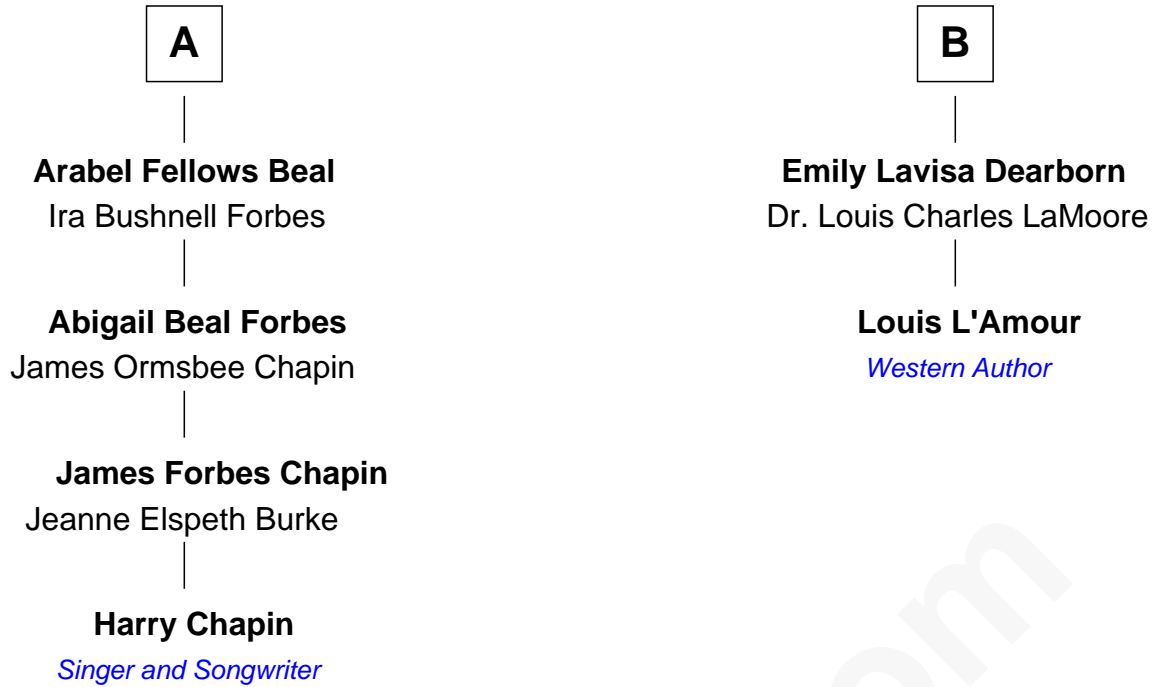 A
Arabel Fellows Beal
Ira Bushnell Forbes
Abigail Beal Forbes
James Ormsbee Chapin
James Forbes Chapin
Jeanne Elspeth Burke
Harry Chapin
Singer and Songwriter
B
Emily Lavisa Dearborn
Dr. Louis Charles LaMoore
Louis L'Amour
Western Author
om